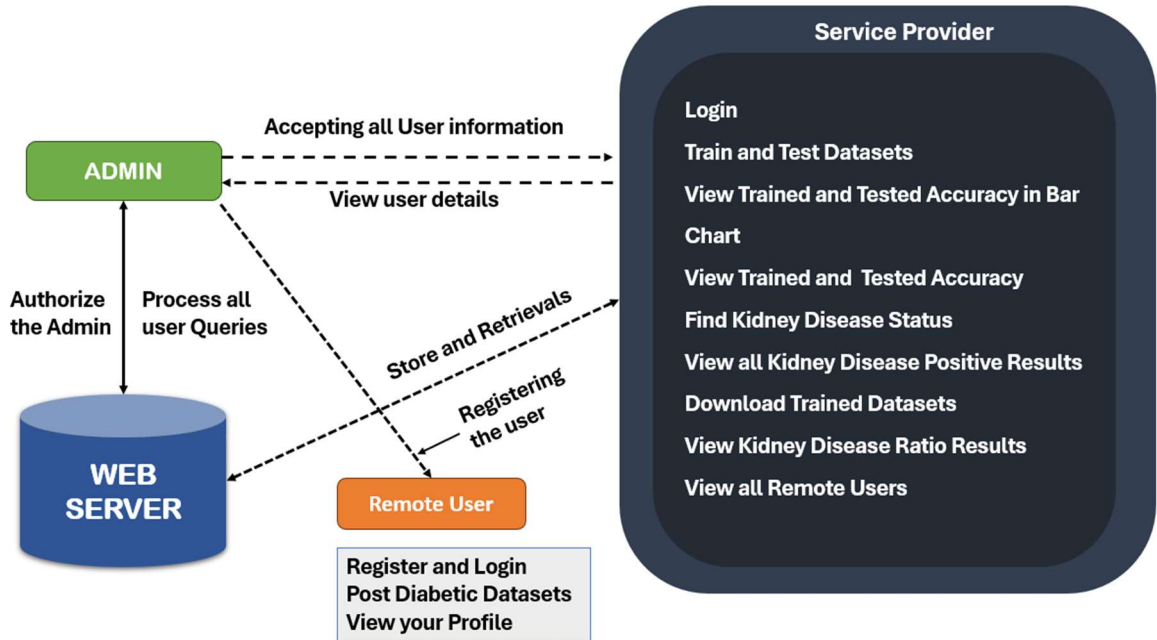 Service Provider
Login
Train and Test Datasets
View Trained and Tested Accuracy in Bar
Chart
View Trained and Tested Accuracy
Find Kidney Disease Status
View all Kidney Disease Positive Results
Download Trained Datasets
View Kidney Disease Ratio Results
View all Remote Users
Accepting all User information
ADMIN
View user details
Authorize
the Admin
Process all
user Queries
Store and Retrievals
Registering
the user
WEB
SERVER
Remote User
Register and Login
Post Diabetic Datasets
View your Profile